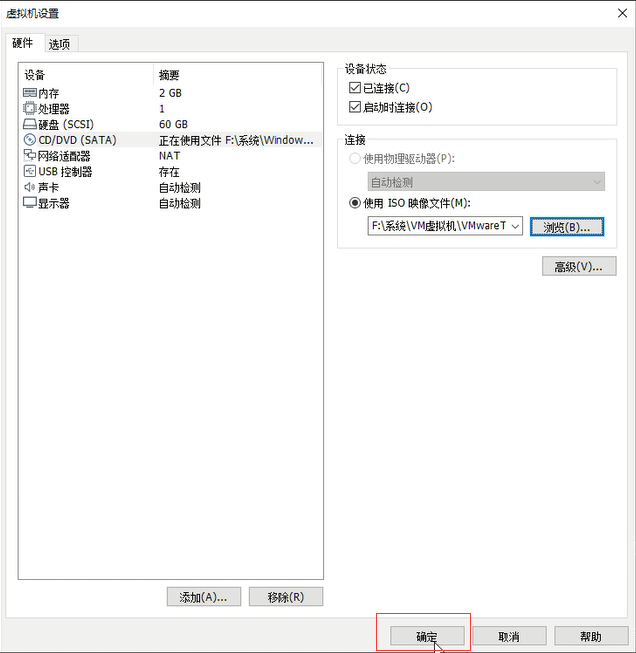 虚拟机设置
硬件 选项
设备 摘要
内存 2 GB
处理器 1
硬盘 (SCSI) 60 GB
CD/DVD (SATA) 正在使用文件 F:\系统\Window...
网络适配器 NAT
USB 控制器 存在
声卡 自动检测
显示器 自动检测
添加(A)... 移除(R)
设备状态
已连接(C)
启动时连接(O)
连接
使用物理驱动器(P):
自动检测
使用 ISO 映像文件(M):
F:\系统\VM虚拟机\VMwareT 浏览(B)...
高级(V)...
确定 取消 帮助